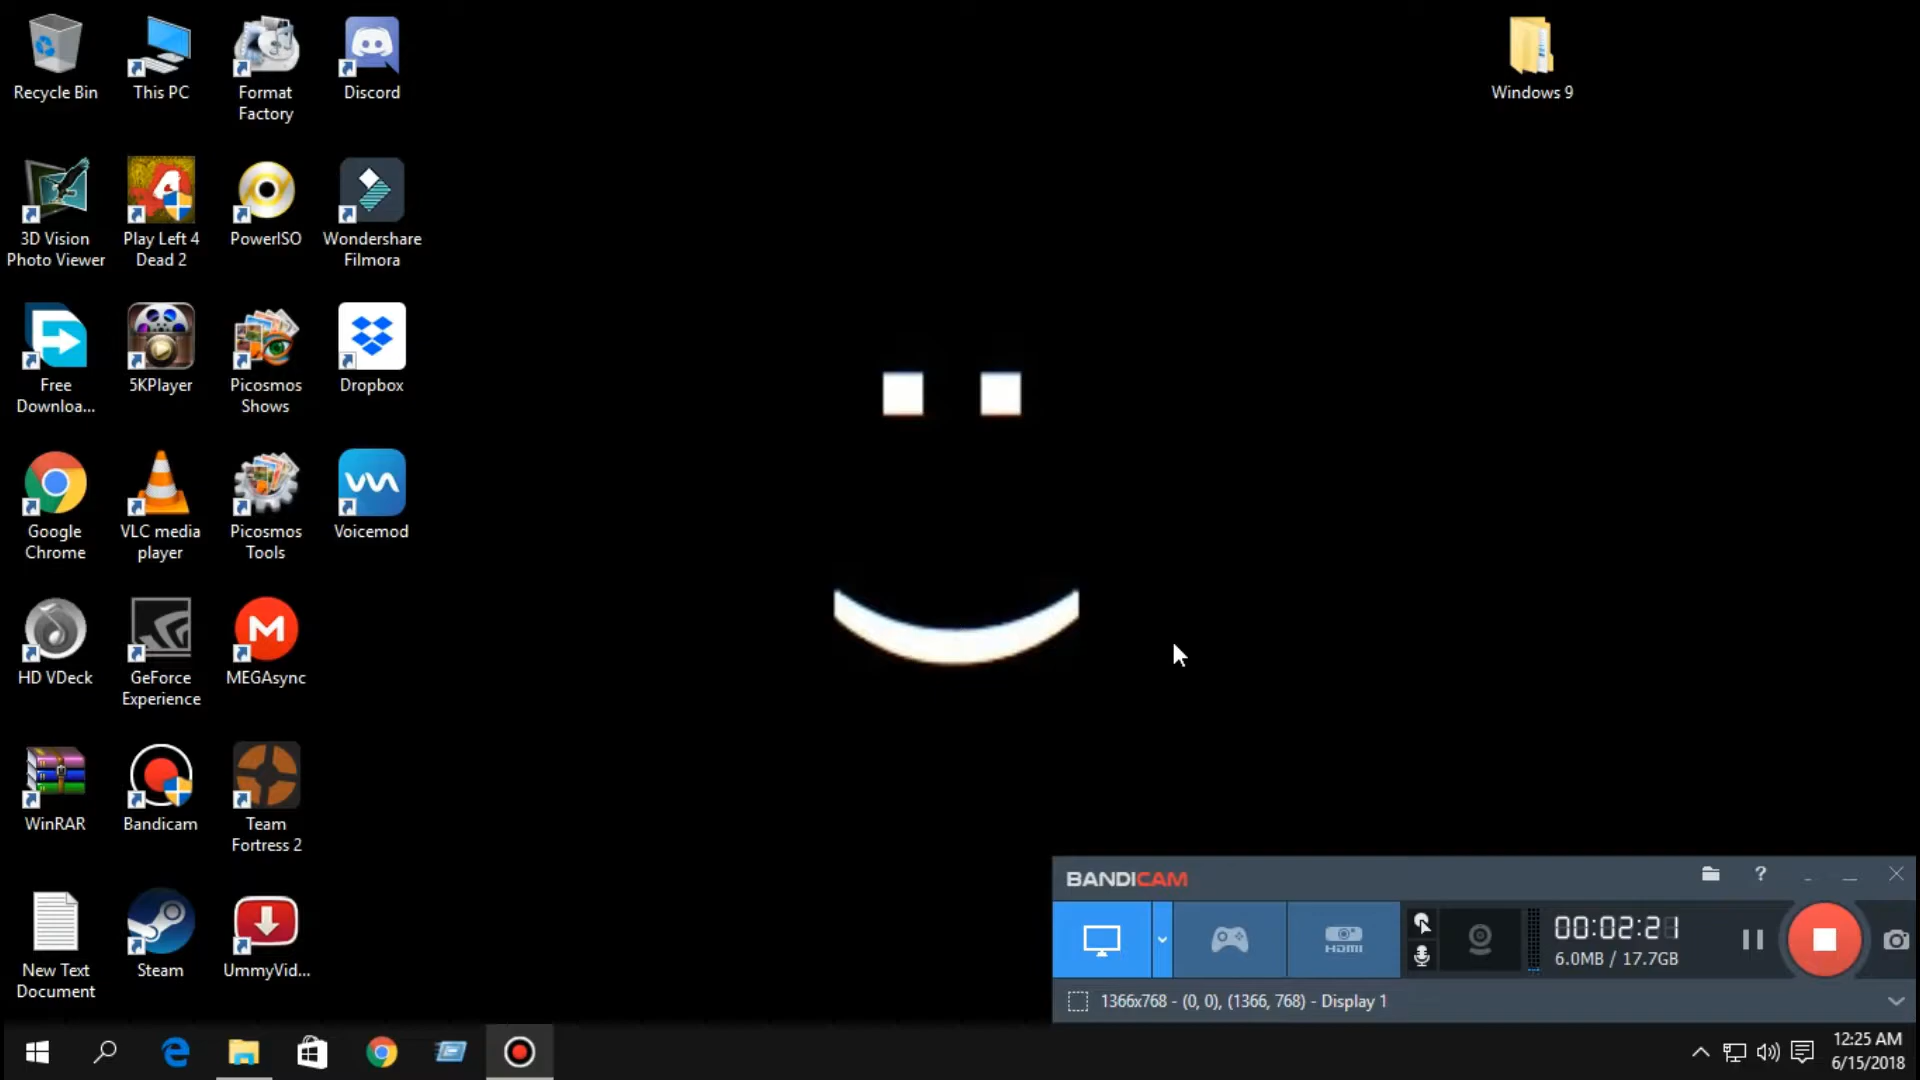 Recycle Bin
This PC
Format
Factory
Discord
Windows 9
3D Vision
Photo Viewer
Play Left 4
Dead 2
PowerISO
Wondershare
Filmora
Free
Downloa...
5KPlayer
Picosmos
Shows
Dropbox
Google
Chrome
VLC media
player
Picosmos
Tools
Voicemod
HD VDeck
GeForce
Experience
MEGAsync
WinRAR
Bandicam
Team
Fortress 2
New Text
Document
Steam
UmmyVid...
BANDICAM
?
HDMI
00:02:21
6.0MB / 17.7GB
1366x768 - (0, 0), (1366, 768) - Display 1
12:25 AM
6/15/2018